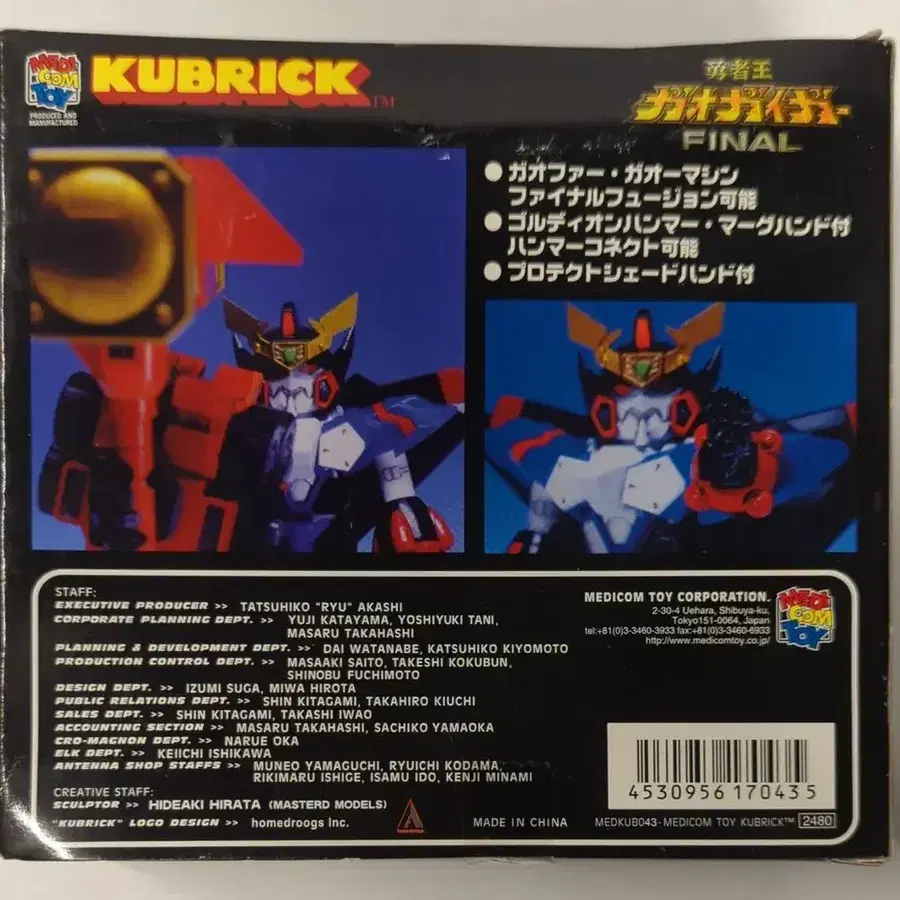 MEDI
COM
TOY
PRODUCED AND
MANUFACTURED
KUBRICK™
勇者王
ガオガイガー
FINAL
● ガオファー・ガオーマシン
ファイナルフュージョン可能
● ゴルディオンハンマー・マーグハンド付
ハンマーコネクト可能
● プロテクトシェードハンド付
STAFF:
EXECUTIVE PRODUCER >> TATSUHIKO "RYU" AKASHI
CORPORATE PLANNING DEPT. >> YUJI KATAYAMA, YOSHIYUKI TANI,
MASARU TAKAHASHI
PLANNING & DEVELOPMENT DEPT. >> DAI WATANABE, KATSUHIKO KIYOMOTO
PRODUCTION CONTROL DEPT. >> MASAAKI SAITO, TAKESHI KOKUBUN,
SHINOBU FUCHIMOTO
DESIGN DEPT. >> IZUMI SUGA, MIWA HIROTA
PUBLIC RELATIONS DEPT. >> SHIN KITAGAMI, TAKAHIRO KIUCHI
SALES DEPT. >> SHIN KITAGAMI, TAKASHI IWAO
ACCOUNTING SECTION >> MASARU TAKAHASHI, SACHIKO YAMAOKA
CRO-MAGNON DEPT. >> NARUE OKA
ELK DEPT. >> KEIICHI ISHIKAWA
ANTENNA SHOP STAFFS >> MUNEO YAMAGUCHI, RYUICHI KODAMA,
RIKIMARU ISHIGE, ISAMU IDO, KENJI MINAMI
CREATIVE STAFF:
SCULPTOR >> HIDEAKI HIRATA (MASTERD MODELS)
"KUBRICK" LOGO DESIGN >> homedroogs Inc.
MEDICOM TOY CORPORATION.
2-30-4 Uehara, Shibuya-ku,
Tokyo151-0064, Japan
tel:+81(0)3-3460-3933 fax:+81(0)3-3460-6933
http://www.medicomtoy.co.jp/
MEDI
COM
TOY
4530956170435
MADE IN CHINA
MEDKUB043-MEDICOM TOY KUBRICK™ 2480